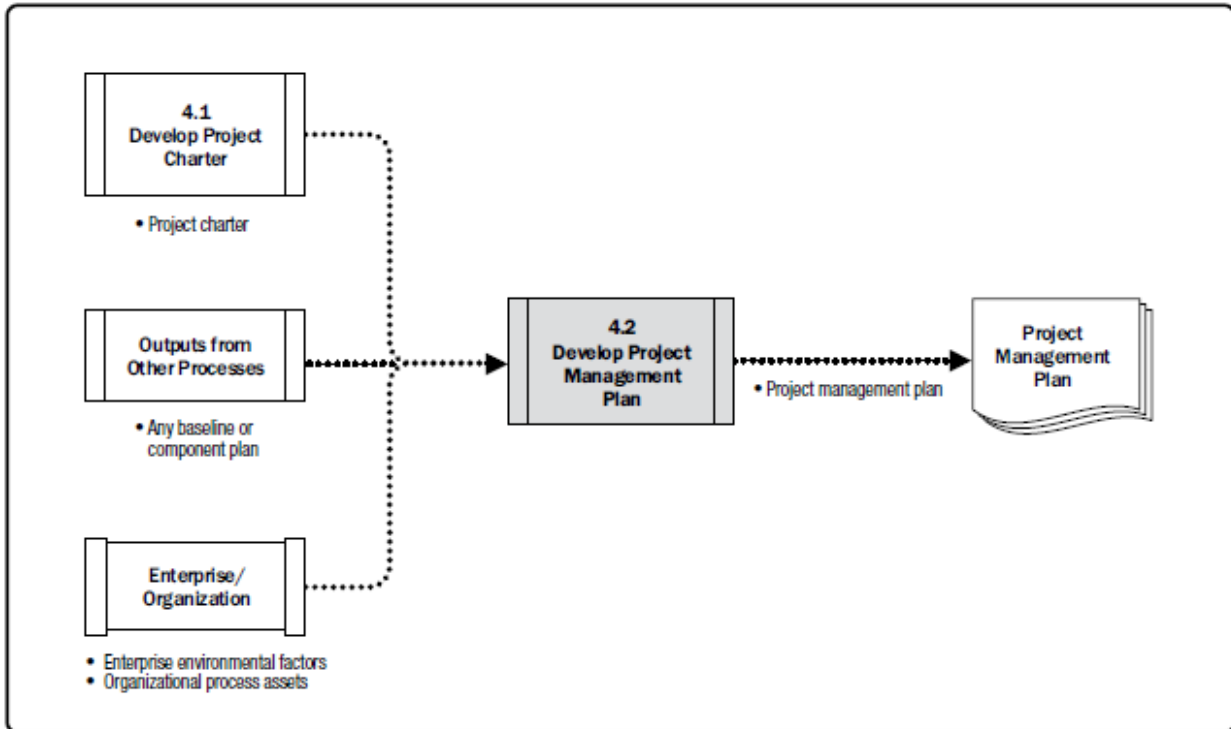 4.1
Develop Project
Charter
• Project charter
Outputs from
Other Processes
• Any baseline or
component plan
Enterprise/
Organization
• Enterprise environmental factors
• Organizational process assets
4.2
Develop Project
Management
Plan
• Project management plan
Project
Management
Plan